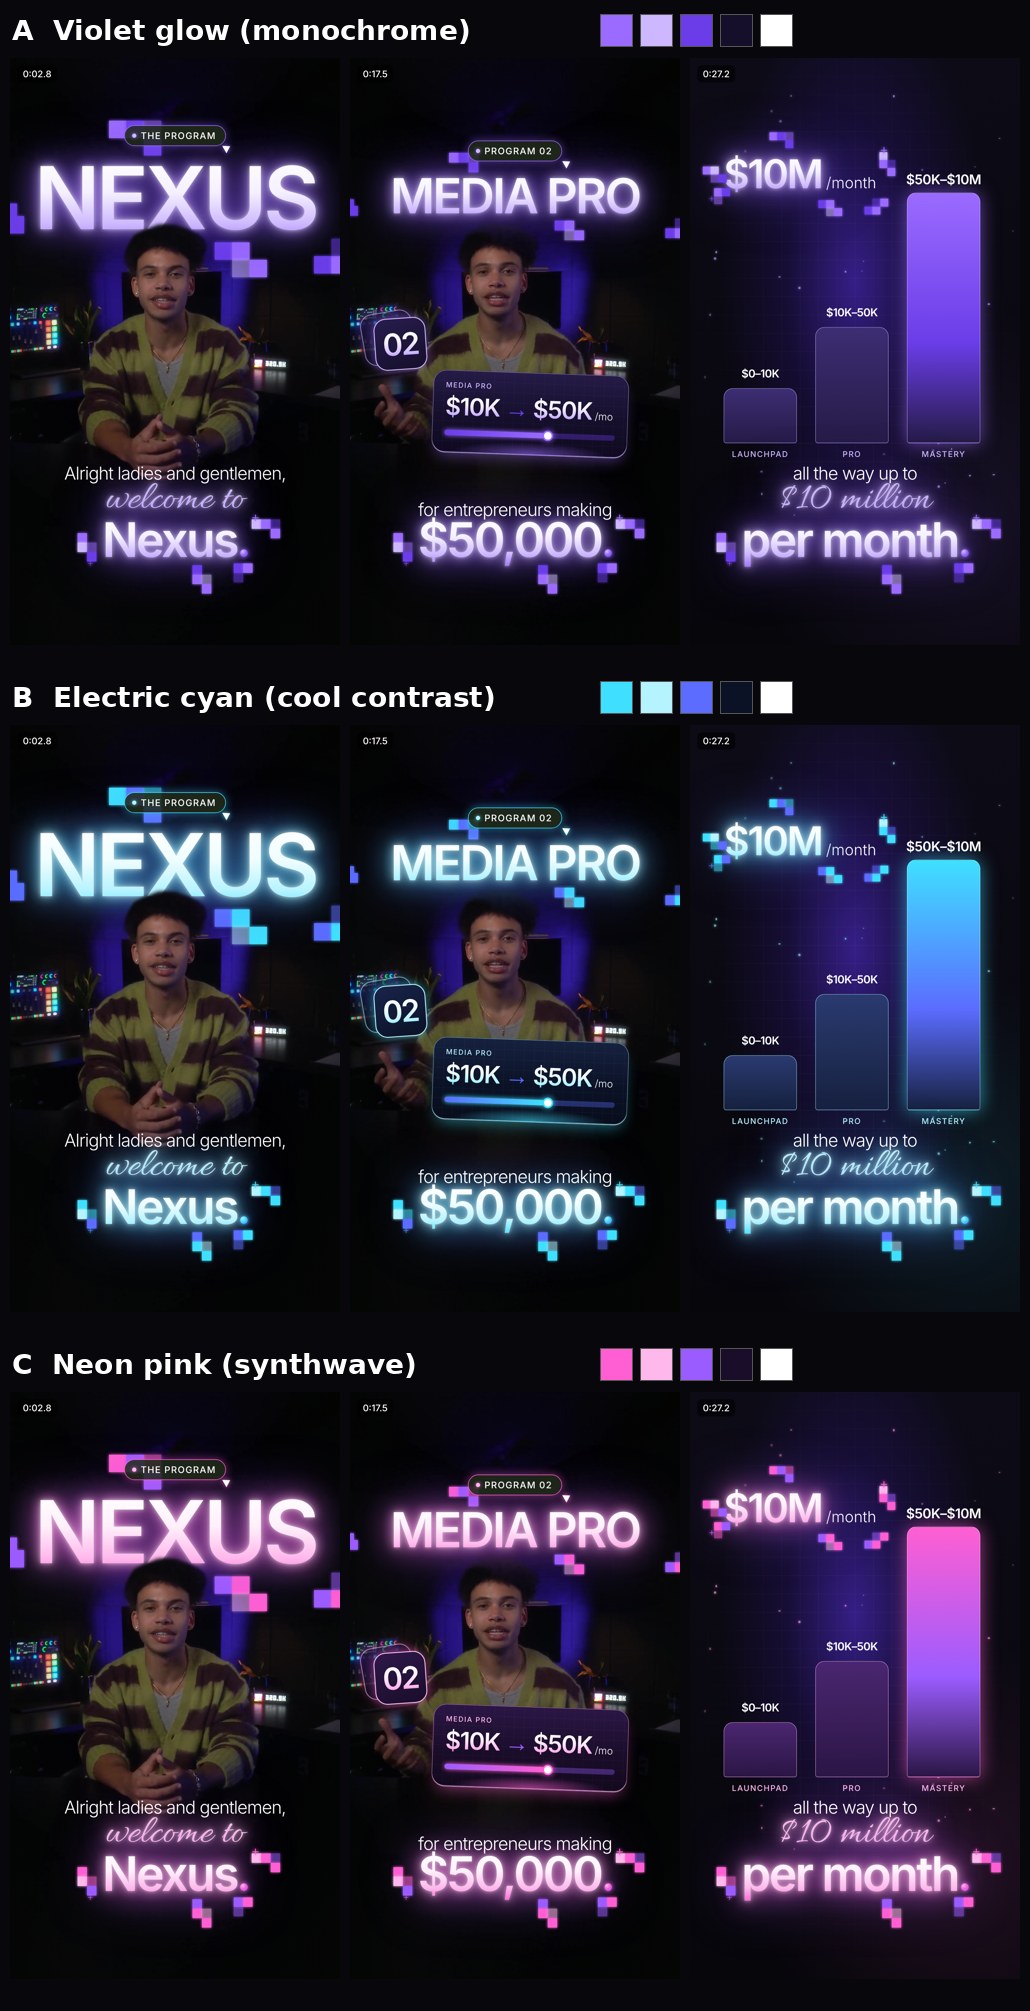 A Violet glow (monochrome)
0:02.8
THE PROGRAM
NEXUS
Alright ladies and gentlemen,
welcome to
Nexus.
0:17.5
PROGRAM 02
MEDIA PRO
02
MEDIA PRO
$10K → $50K /mo
for entrepreneurs making
$50,000.
0:27.2
$10M /month
$50K–$10M
$10K–50K
$0–10K
LAUNCHPAD PRO MASTERY
all the way up to
$10 million
per month.
B Electric cyan (cool contrast)
0:02.8
THE PROGRAM
NEXUS
Alright ladies and gentlemen,
welcome to
Nexus.
0:17.5
PROGRAM 02
MEDIA PRO
02
MEDIA PRO
$10K → $50K /mo
for entrepreneurs making
$50,000.
0:27.2
$10M /month
$50K–$10M
$10K–50K
$0–10K
LAUNCHPAD PRO MASTERY
all the way up to
$10 million
per month.
C Neon pink (synthwave)
0:02.8
THE PROGRAM
NEXUS
Alright ladies and gentlemen,
welcome to
Nexus.
0:17.5
PROGRAM 02
MEDIA PRO
02
MEDIA PRO
$10K → $50K /mo
for entrepreneurs making
$50,000.
0:27.2
$10M /month
$50K–$10M
$10K–50K
$0–10K
LAUNCHPAD PRO MASTERY
all the way up to
$10 million
per month.